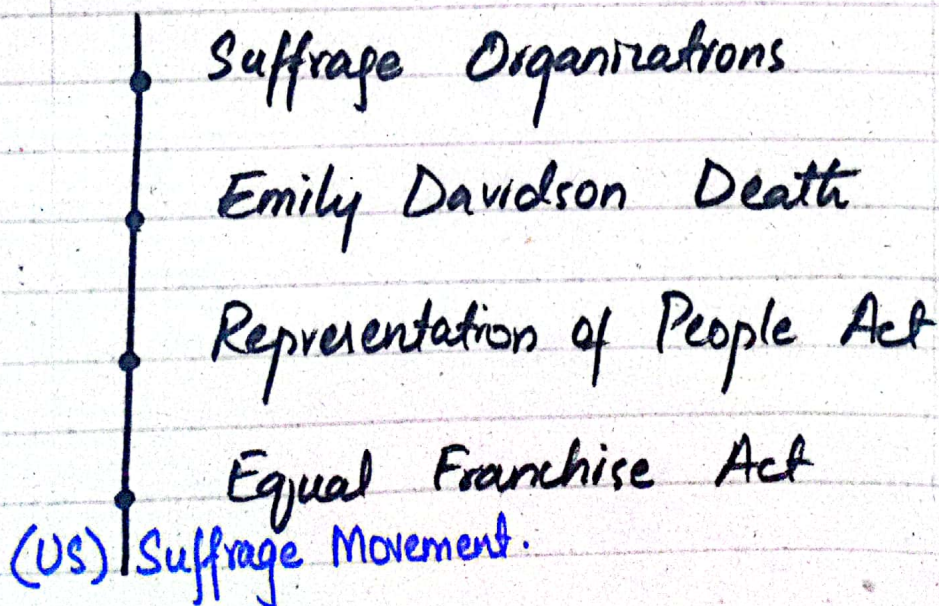 Suffrage Organizations
Emily Davidson Death
Representation of People Act
Equal Franchise Act
(US) Suffrage Movement.